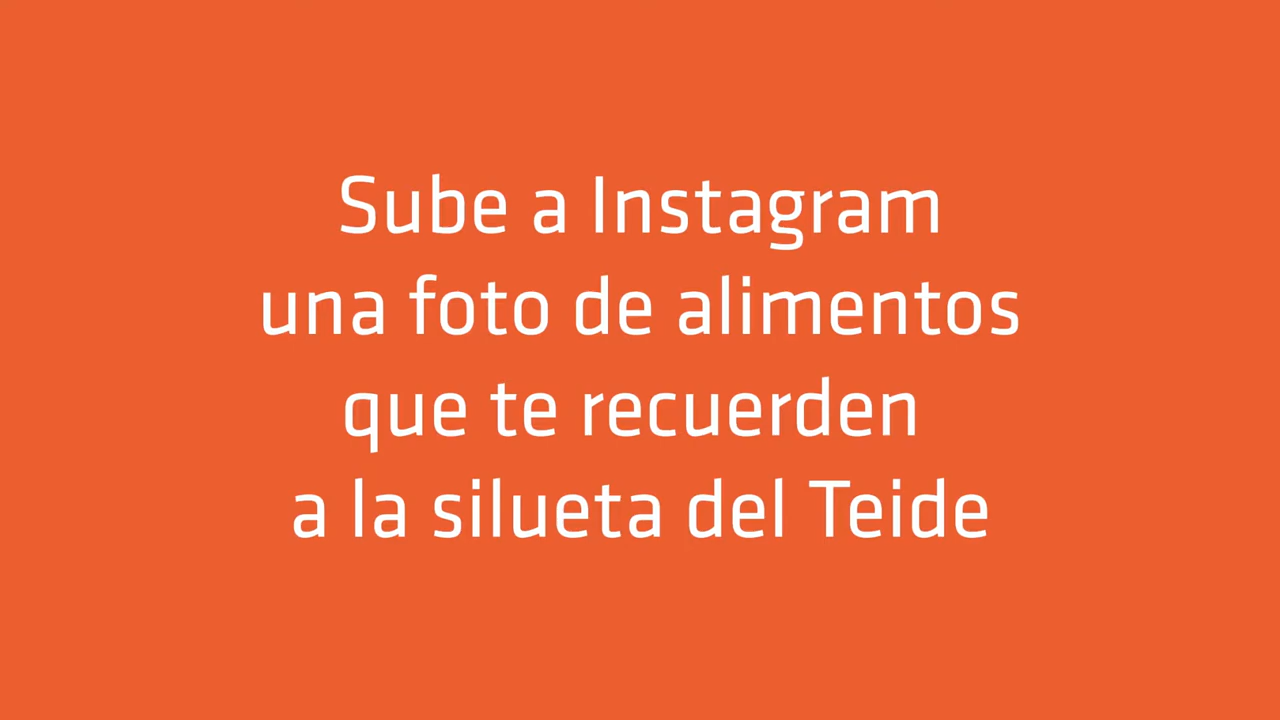 Sube a Instagram
una foto de alimentos
que te recuerden
a la silueta del Teide